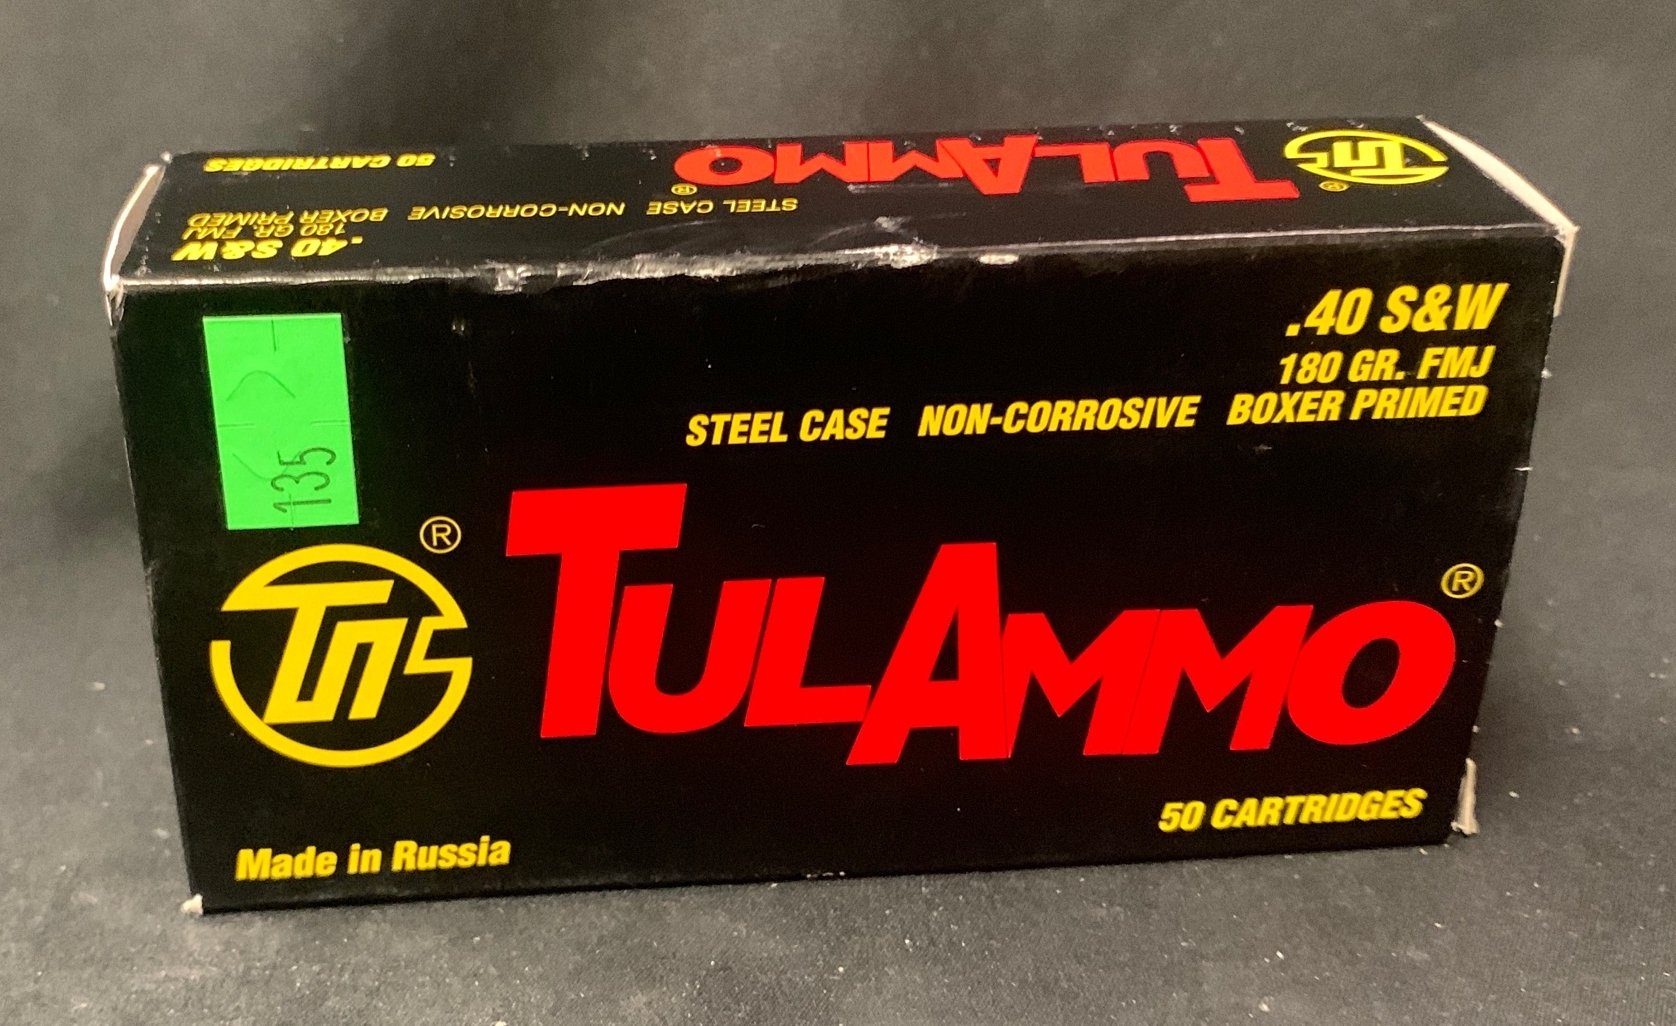 TULAMMO®
50 CARTRIDGES
STEEL CASE NON-CORROSIVE BOXER PRIMED
180 GR. FMJ
.40 S&W
.40 S&W
180 GR. FMJ
STEEL CASE NON-CORROSIVE BOXER PRIMED
135
®
TULAMMO®
50 CARTRIDGES
Made in Russia